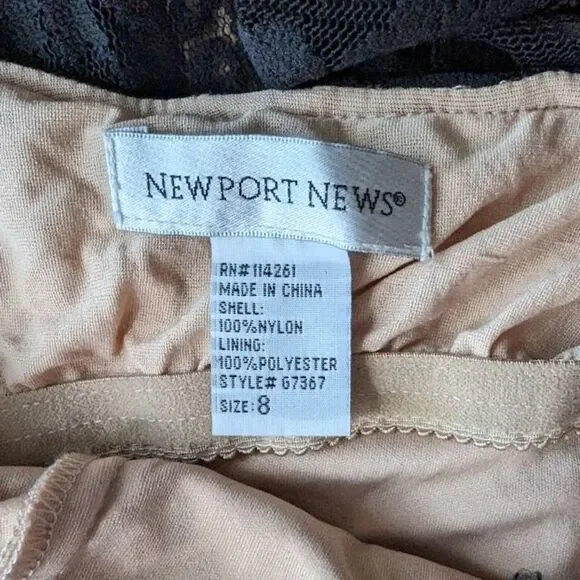 NEWPORT NEWS®
RN# 114261
MADE IN CHINA
SHELL:
100%NYLON
LINING:
100%POLYESTER
STYLE# G7367
SIZE: 8